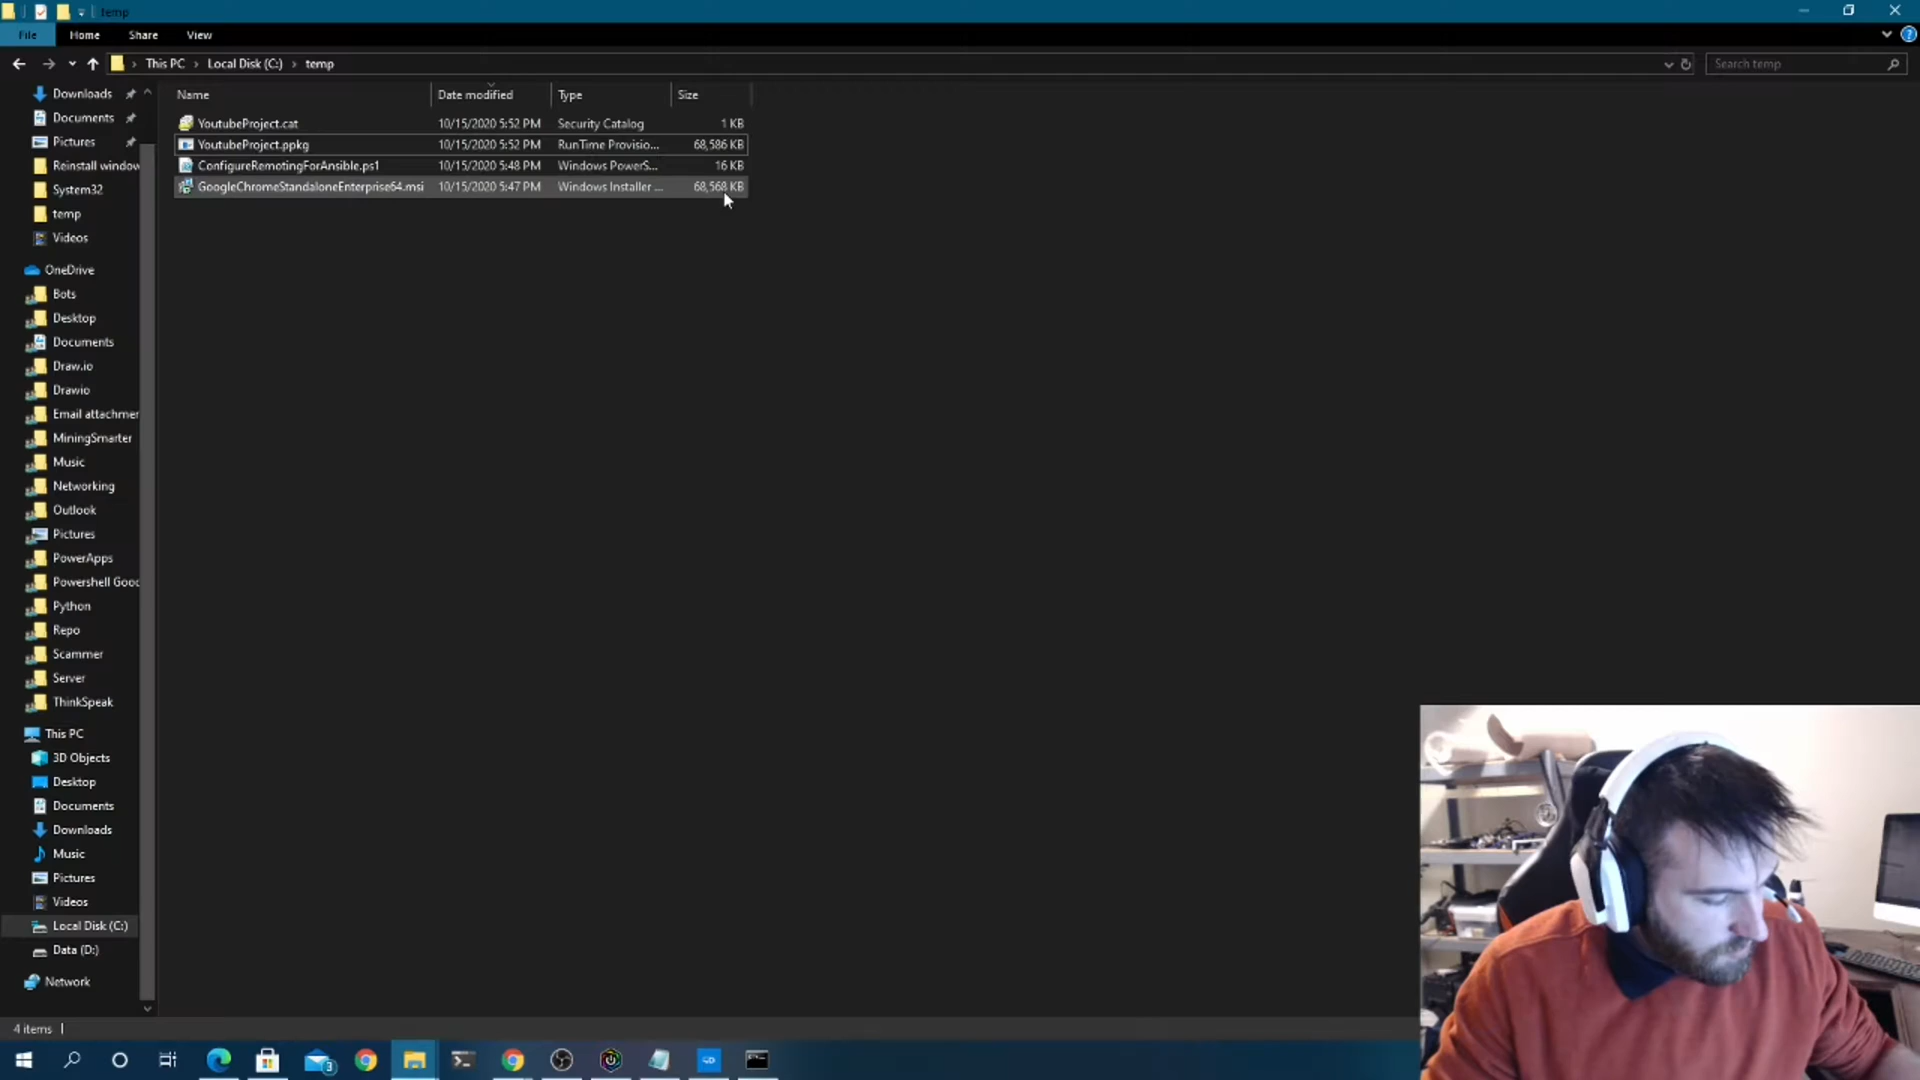 temp
File Home Share View
This PC Local Disk (C:) temp
Search temp
Name Date modified Type Size
YoutubeProject.cat 10/15/2020 5:52 PM Security Catalog 1 KB
YoutubeProject.ppkg 10/15/2020 5:52 PM RunTime Provisio... 68,586 KB
ConfigureRemotingForAnsible.ps1 10/15/2020 5:48 PM Windows PowerS... 16 KB
GoogleChromeStandaloneEnterprise64.msi 10/15/2020 5:47 PM Windows Installer ... 68,568 KB
Downloads
Documents
Pictures
Reinstall window
System32
temp
Videos
OneDrive
Bots
Desktop
Documents
Draw.io
Drawio
Email attachmen
MiningSmarter
Music
Networking
Outlook
Pictures
PowerApps
Powershell Good
Python
Repo
Scammer
Server
ThinkSpeak
This PC
3D Objects
Desktop
Documents
Downloads
Music
Pictures
Videos
Local Disk (C:)
Data (D:)
Network
4 items
3